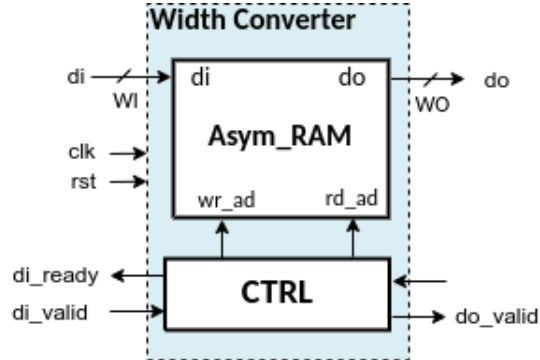 Width Converter
di
di
do
do
WI
WO
Asym_RAM
clk
rst
wr_ad
rd_ad
di_ready
CTRL
di_valid
do_valid